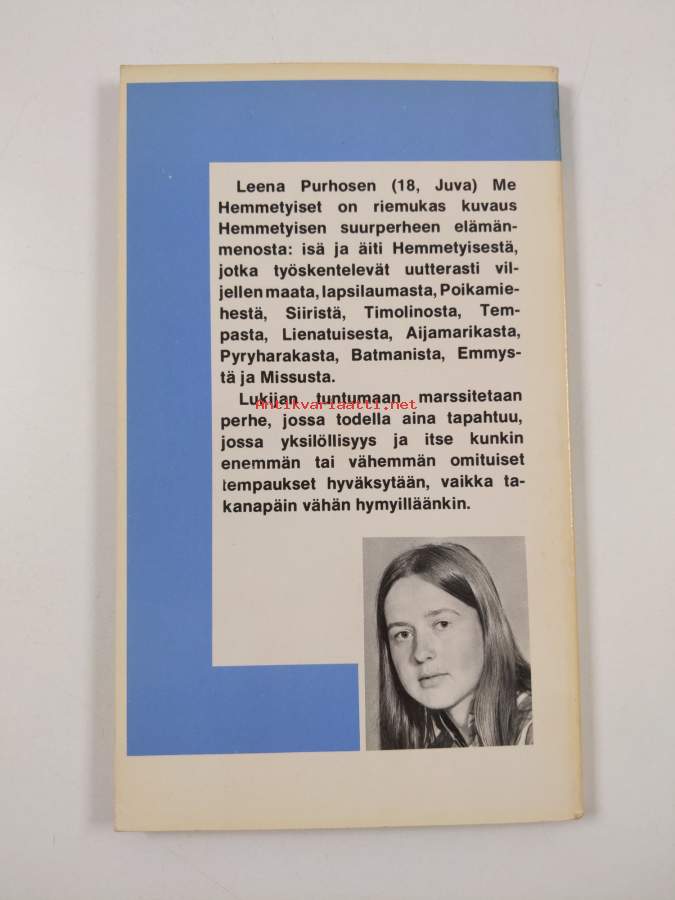 Leena Purhosen (18, Juva) Me
Hemmetyiset on riemukas kuvaus
Hemmetyisen suurperheen elämän-
menosta: isä ja äiti Hemmetyisestä,
jotka työskentelevät uutterasti vil-
jellen maata, lapsilaumasta, Poikamie-
hestä, Siiristä, Timolinosta, Tem-
pasta, Lienatuisesta, Aijamarikasta,
Pyryharakasta, Batmanista, Emmys-
tä ja Missusta.
Lukijan tuntumaan marssitetaan
Antikvariaatti.net
perhe, jossa todella aina tapahtuu,
jossa yksilöllisyys ja itse kunkin
enemmän tai vähemmän omituiset
tempaukset hyväksytään, vaikka ta-
kanapäin vähän hymyilläänkin.